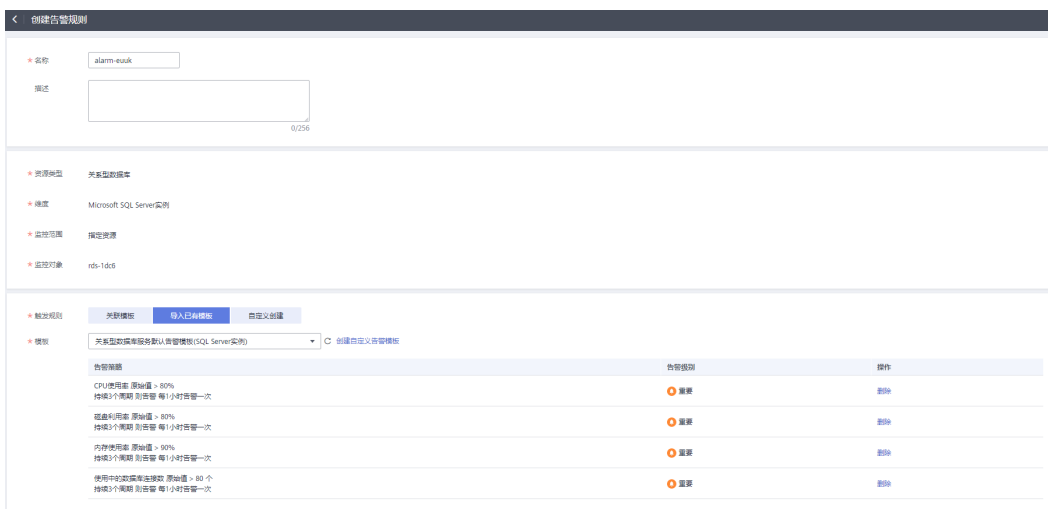 创建告警规则
* 名称 alarm-euuk
描述
0/256
* 资源类型 关系型数据库
* 维度 Microsoft SQL Server实例
* 监控范围 指定资源
* 监控对象 rds-1dc6
* 触发规则 关联模板 导入已有模板 自定义创建
* 模板 关系型数据库服务默认告警模板(SQL Server实例) 创建自定义告警模板
告警策略 告警级别 操作
CPU使用率 原始值 > 80%
持续3个周期 则告警 每1小时告警一次
重要 删除
磁盘利用率 原始值 > 80%
持续3个周期 则告警 每1小时告警一次
重要 删除
内存使用率 原始值 > 90%
持续3个周期 则告警 每1小时告警一次
重要 删除
使用中的数据库连接数 原始值 > 80 个
持续3个周期 则告警 每1小时告警一次
重要 删除